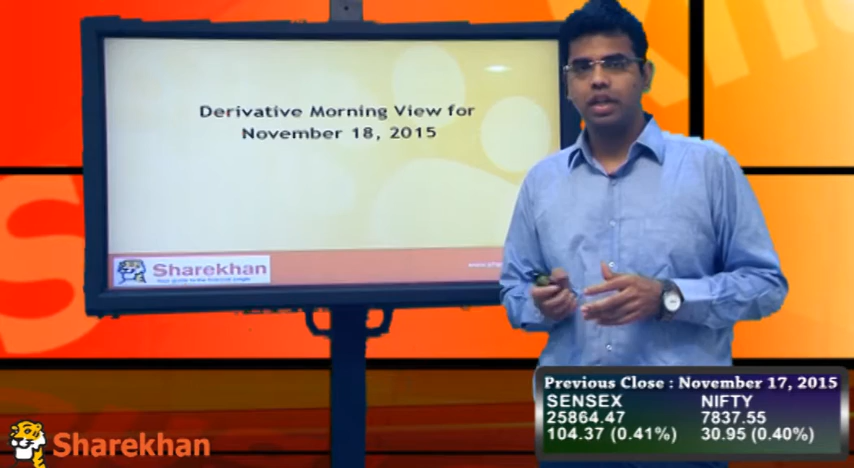 Derivative Morning View for
November 18, 2015
Sharekhan
Previous Close : November 17, 2015
SENSEX NIFTY
25864.47 7837.55
104.37 (0.41%) 30.95 (0.40%)
Sharekhan